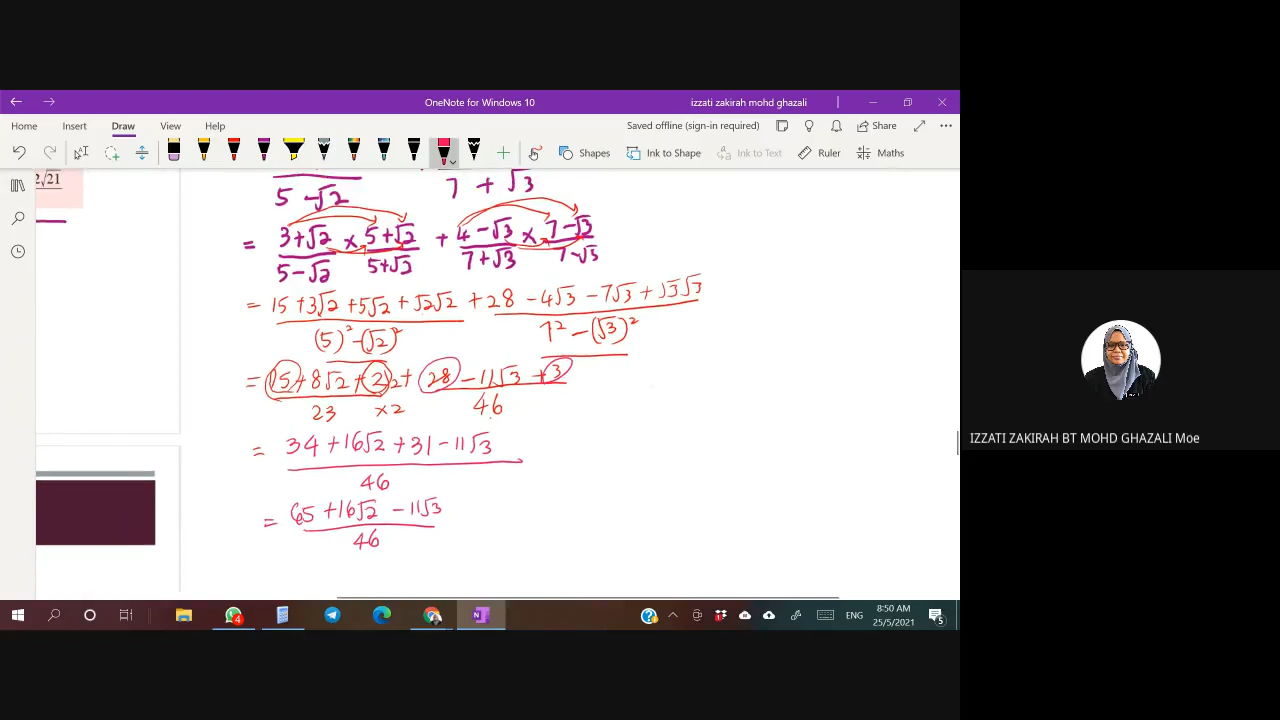 OneNote for Windows 10
izzati zakirah mohd ghazali
Home Insert Draw View Help
Saved offline (sign-in required)
Share
Shapes
Ink to Shape
Ink to Text
Ruler
Maths
2√21
5 - √2 7 + √3
= 3+√2 × 5+√2 + 4-√3 × 7-√3
5-√2 5+√2 7+√3 7-√3
= 15 + 3√2 + 5√2 + √2√2 + 28 - 4√3 - 7√3 + √3√3
(5)² - (√2)² 7² - (√3)²
= 15 + 8√2 + 2 ×2 + 28 - 11√3 + 3
23 ×2 46
= 34 + 16√2 + 31 - 11√3
46
= 65 + 16√2 - 11√3
46
IZZATI ZAKIRAH BT MOHD GHAZALI Moe
4
ENG
8:50 AM
25/5/2021
5